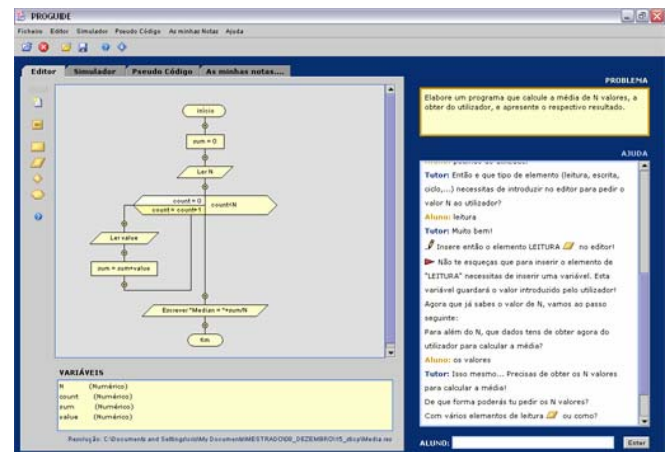 PROGUIDE
Ficheiro Editor Simulador Pseudo Código As minhas Notas Ajuda
Editor Simulador Pseudo Código As minhas notas....
início
sum = 0
Ler N
count = 0
count = count+1
count<N
Ler value
sum = sum+value
Escrever "Median = "+sum/N
fim
VARIÁVEIS
N (Numérico)
count (Numérico)
sum (Numérico)
value (Numérico)
PROBLEMA
Elabore um programa que calcule a média de N valores, a
obter do utilizador, e apresente o respectivo resultado.
AJUDA
Tutor: Então e que tipo de elemento (leitura, escrita,
ciclo,...) necessitas de introduzir no editor para pedir o
valor N ao utilizador?
Aluno: leitura
Tutor: Muito bem!
Insere então o elemento LEITURA no editor!
Não te esqueças que para inserir o elemento de
"LEITURA" necessitas de inserir uma variável. Esta
variável guardará o valor introduzido pelo utilizador!
Agora que já sabes o valor de N, vamos ao passo
seguinte:
Para além do N, que dados tens de obter agora do
utilizador para calcular a média?
Aluno: os valores
Tutor: Isso mesmo... Precisas de obter os N valores
para calcular a média!
De que forma poderás tu pedir os N valores?
Com vários elementos de leitura ou como?
ALUNO:
Enter